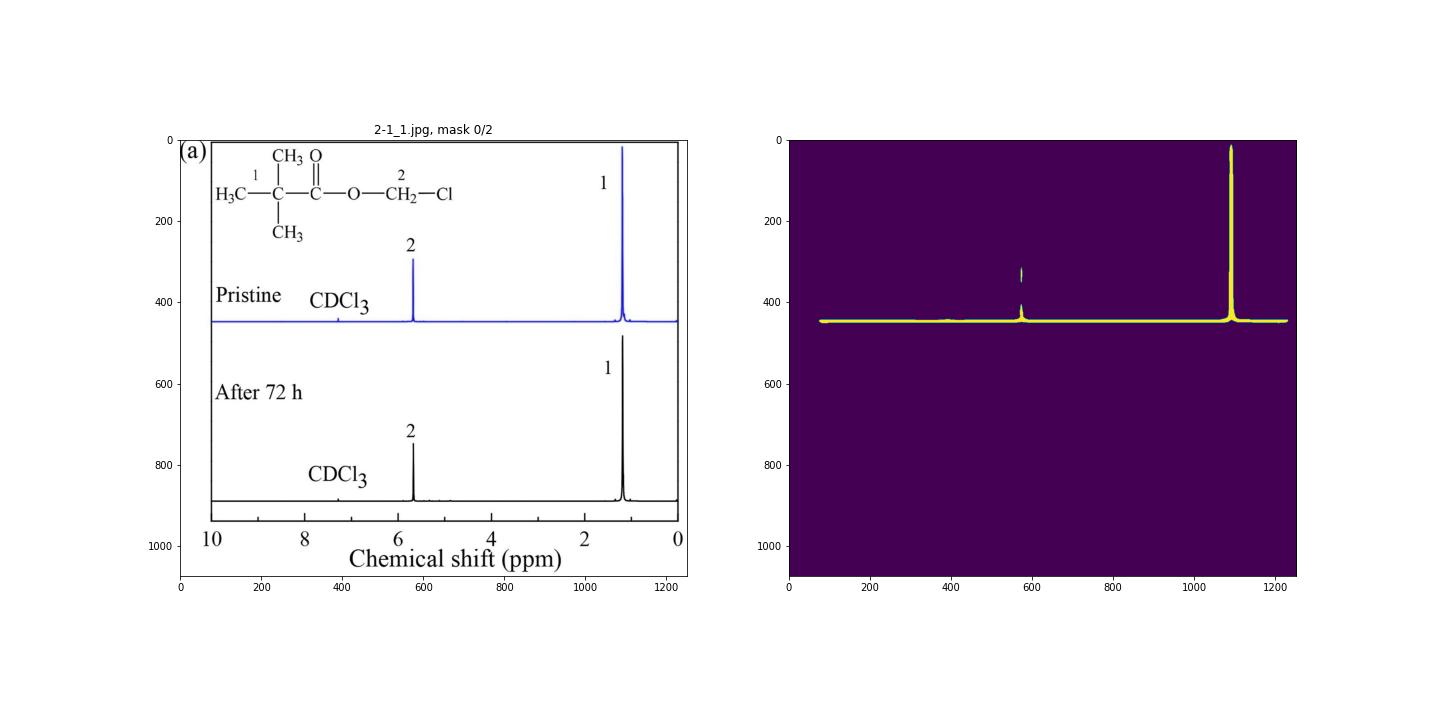 2-1_1.jpg, mask 0/2
(a)
CH3 O
1 2
H3C—C—C—O—CH2—Cl
CH3
1
2
Pristine
CDCl3
1
After 72 h
2
CDCl3
10 8 6 4 2 0
Chemical shift (ppm)
0
200
400
600
800
1000
0 200 400 600 800 1000 1200
0
200
400
600
800
1000
0 200 400 600 800 1000 1200